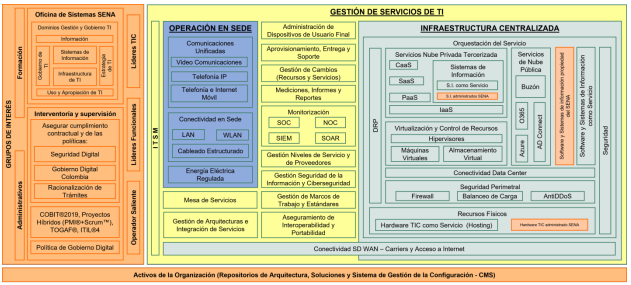 GRUPOS DE INTERÉS
Formación
Administrativos
Oficina de Sistemas SENA
Dominios Gestión y Gobierno TI
Información
Gobierno de
TI
Sistemas de
Información
Infraestructura
de TI
Estrategia
de TI
Uso y Apropiación de TI
Interventoria y supervisión
Asegurar cumplimiento
contractual y de las
políticas:
Seguridad Digital
Gobierno Digital
Colombia
Racionalización de
Trámites
COBIT®2019, Proyectos
Híbridos (PMI®+Scrum™),
TOGAF®, ITIL®4
Política de Gobierno Digital
Líderes TIC
Líderes Funcionales
Operador Saliente
GESTIÓN DE SERVICIOS DE TI
I T S M
OPERACIÓN EN SEDE
Comunicaciones
Unificadas
Video Comunicaciones
Telefonía IP
Telefonía e Internet
Móvil
Conectividad en Sede
LAN
WLAN
Cableado Estructurado
Energía Eléctrica
Regulada
Mesa de Servicios
Gestión de Arquitecturas e
Integración de Servicios
Administración de
Dispositivos de Usuario Final
Aprovisionamiento, Entrega y
Soporte
Gestión de Cambios
(Recursos y Servicios)
Mediciones, Informes y
Reportes
Monitorización
SOC
NOC
SIEM
SOAR
Gestión Niveles de Servicio y
de Proveedores
Gestión Seguridad de la
Información y Ciberseguridad
Gestión de Marcos de
Trabajo y Estándares
Aseguramiento de
Interoperabilidad y
Portabilidad
INFRAESTRUCTURA CENTRALIZADA
Orquestación del Servicio
DRP
Servicios Nube Privada Tercerizada
CaaS
SaaS
PaaS
Sistemas de
Información
S.I. como Servicio
S.I. administrados SENA
IaaS
Virtualización y Control de Recursos
Hipervisores
Máquinas
Virtuales
Almacenamiento
Virtual
Servicios
de Nube
Pública
Buzón
O365
Azure
AD Connect
Software y Sistemas de información propiedad
del SENA
Software y Sistemas de Información
como Servicio
Seguridad
Conectividad Data Center
Seguridad Perimetral
Firewall
Balanceo de Carga
AntiDDoS
Recursos Físicos
Hardware TIC como Servicio (Hosting)
Hardware TIC administrado SENA
Conectividad SD WAN – Carriers y Acceso a Internet
Activos de la Organización (Repositorios de Arquitectura, Soluciones y Sistema de Gestión de la Configuración - CMS)